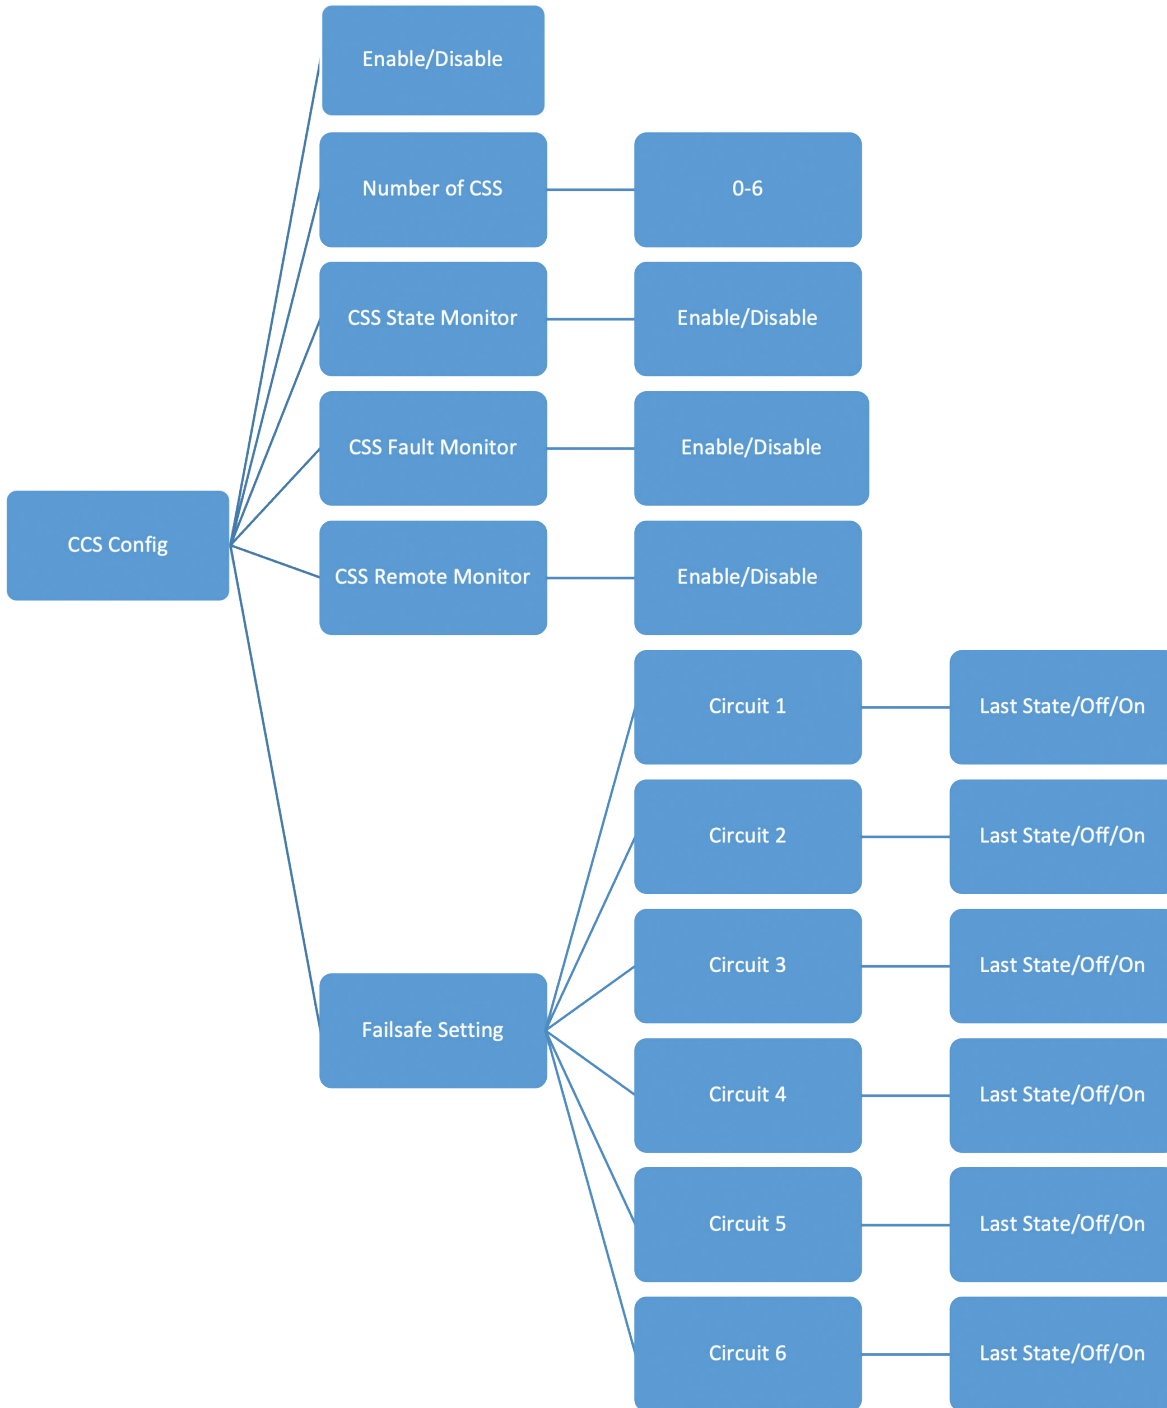 Enable/Disable
Number of CSS
0-6
CSS State Monitor
Enable/Disable
CSS Fault Monitor
Enable/Disable
CCS Config
CSS Remote Monitor
Enable/Disable
Circuit 1
Last State/Off/On
Circuit 2
Last State/Off/On
Circuit 3
Last State/Off/On
Failsafe Setting
Circuit 4
Last State/Off/On
Circuit 5
Last State/Off/On
Circuit 6
Last State/Off/On